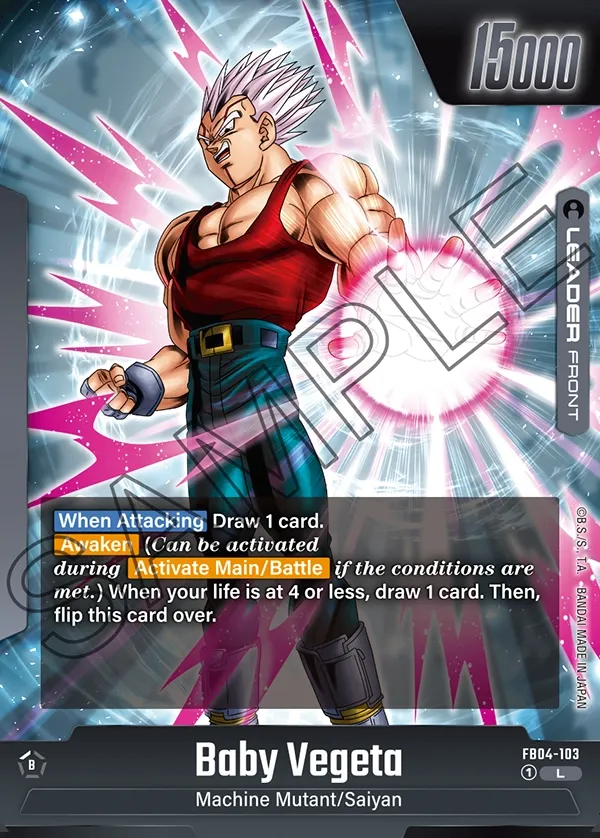 15000
LEADER FRONT
SAMPLE
When Attacking Draw 1 card.
Awaken (Can be activated
during Activate Main/Battle if the conditions are
met.) When your life is at 4 or less, draw 1 card. Then,
flip this card over.
©B.S./S. T.A. BANDAI MADE IN JAPAN
B
Baby Vegeta
FB04-103
1 L
Machine Mutant/Saiyan